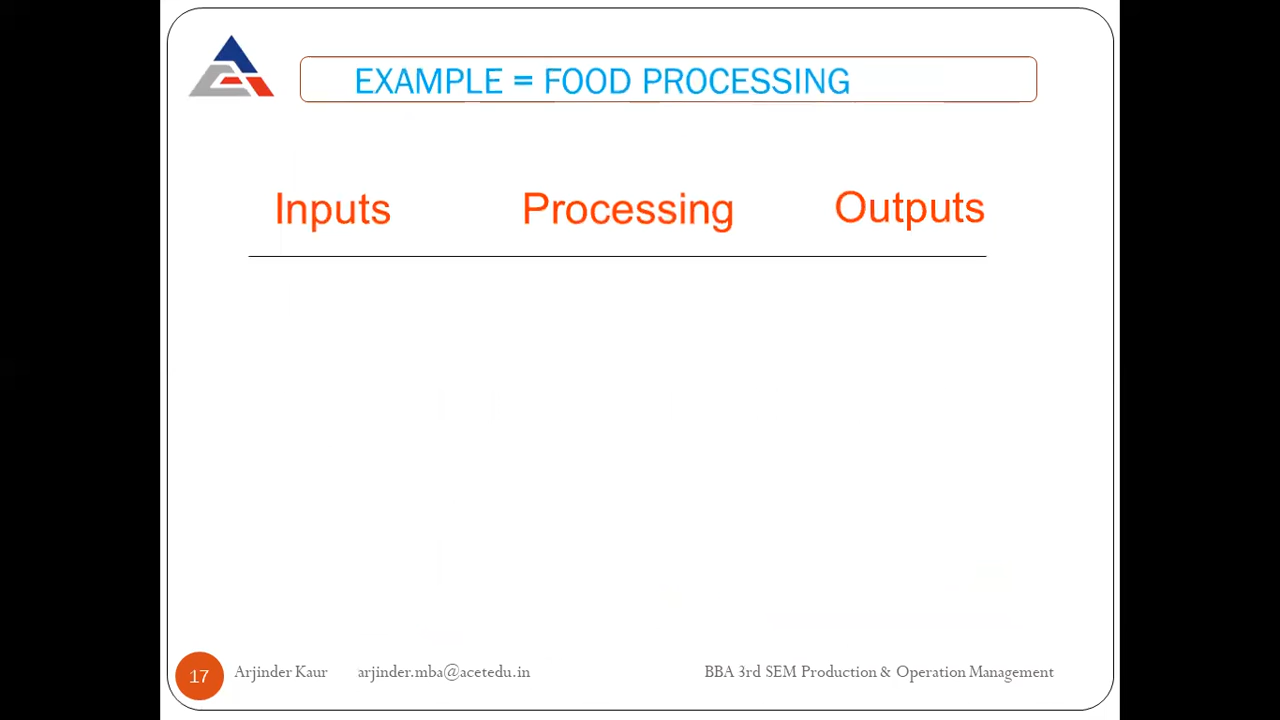 EXAMPLE = FOOD PROCESSING
Inputs Processing Outputs
17 Arjinder Kaur arjinder.mba@acetedu.in BBA 3rd SEM Production & Operation Management